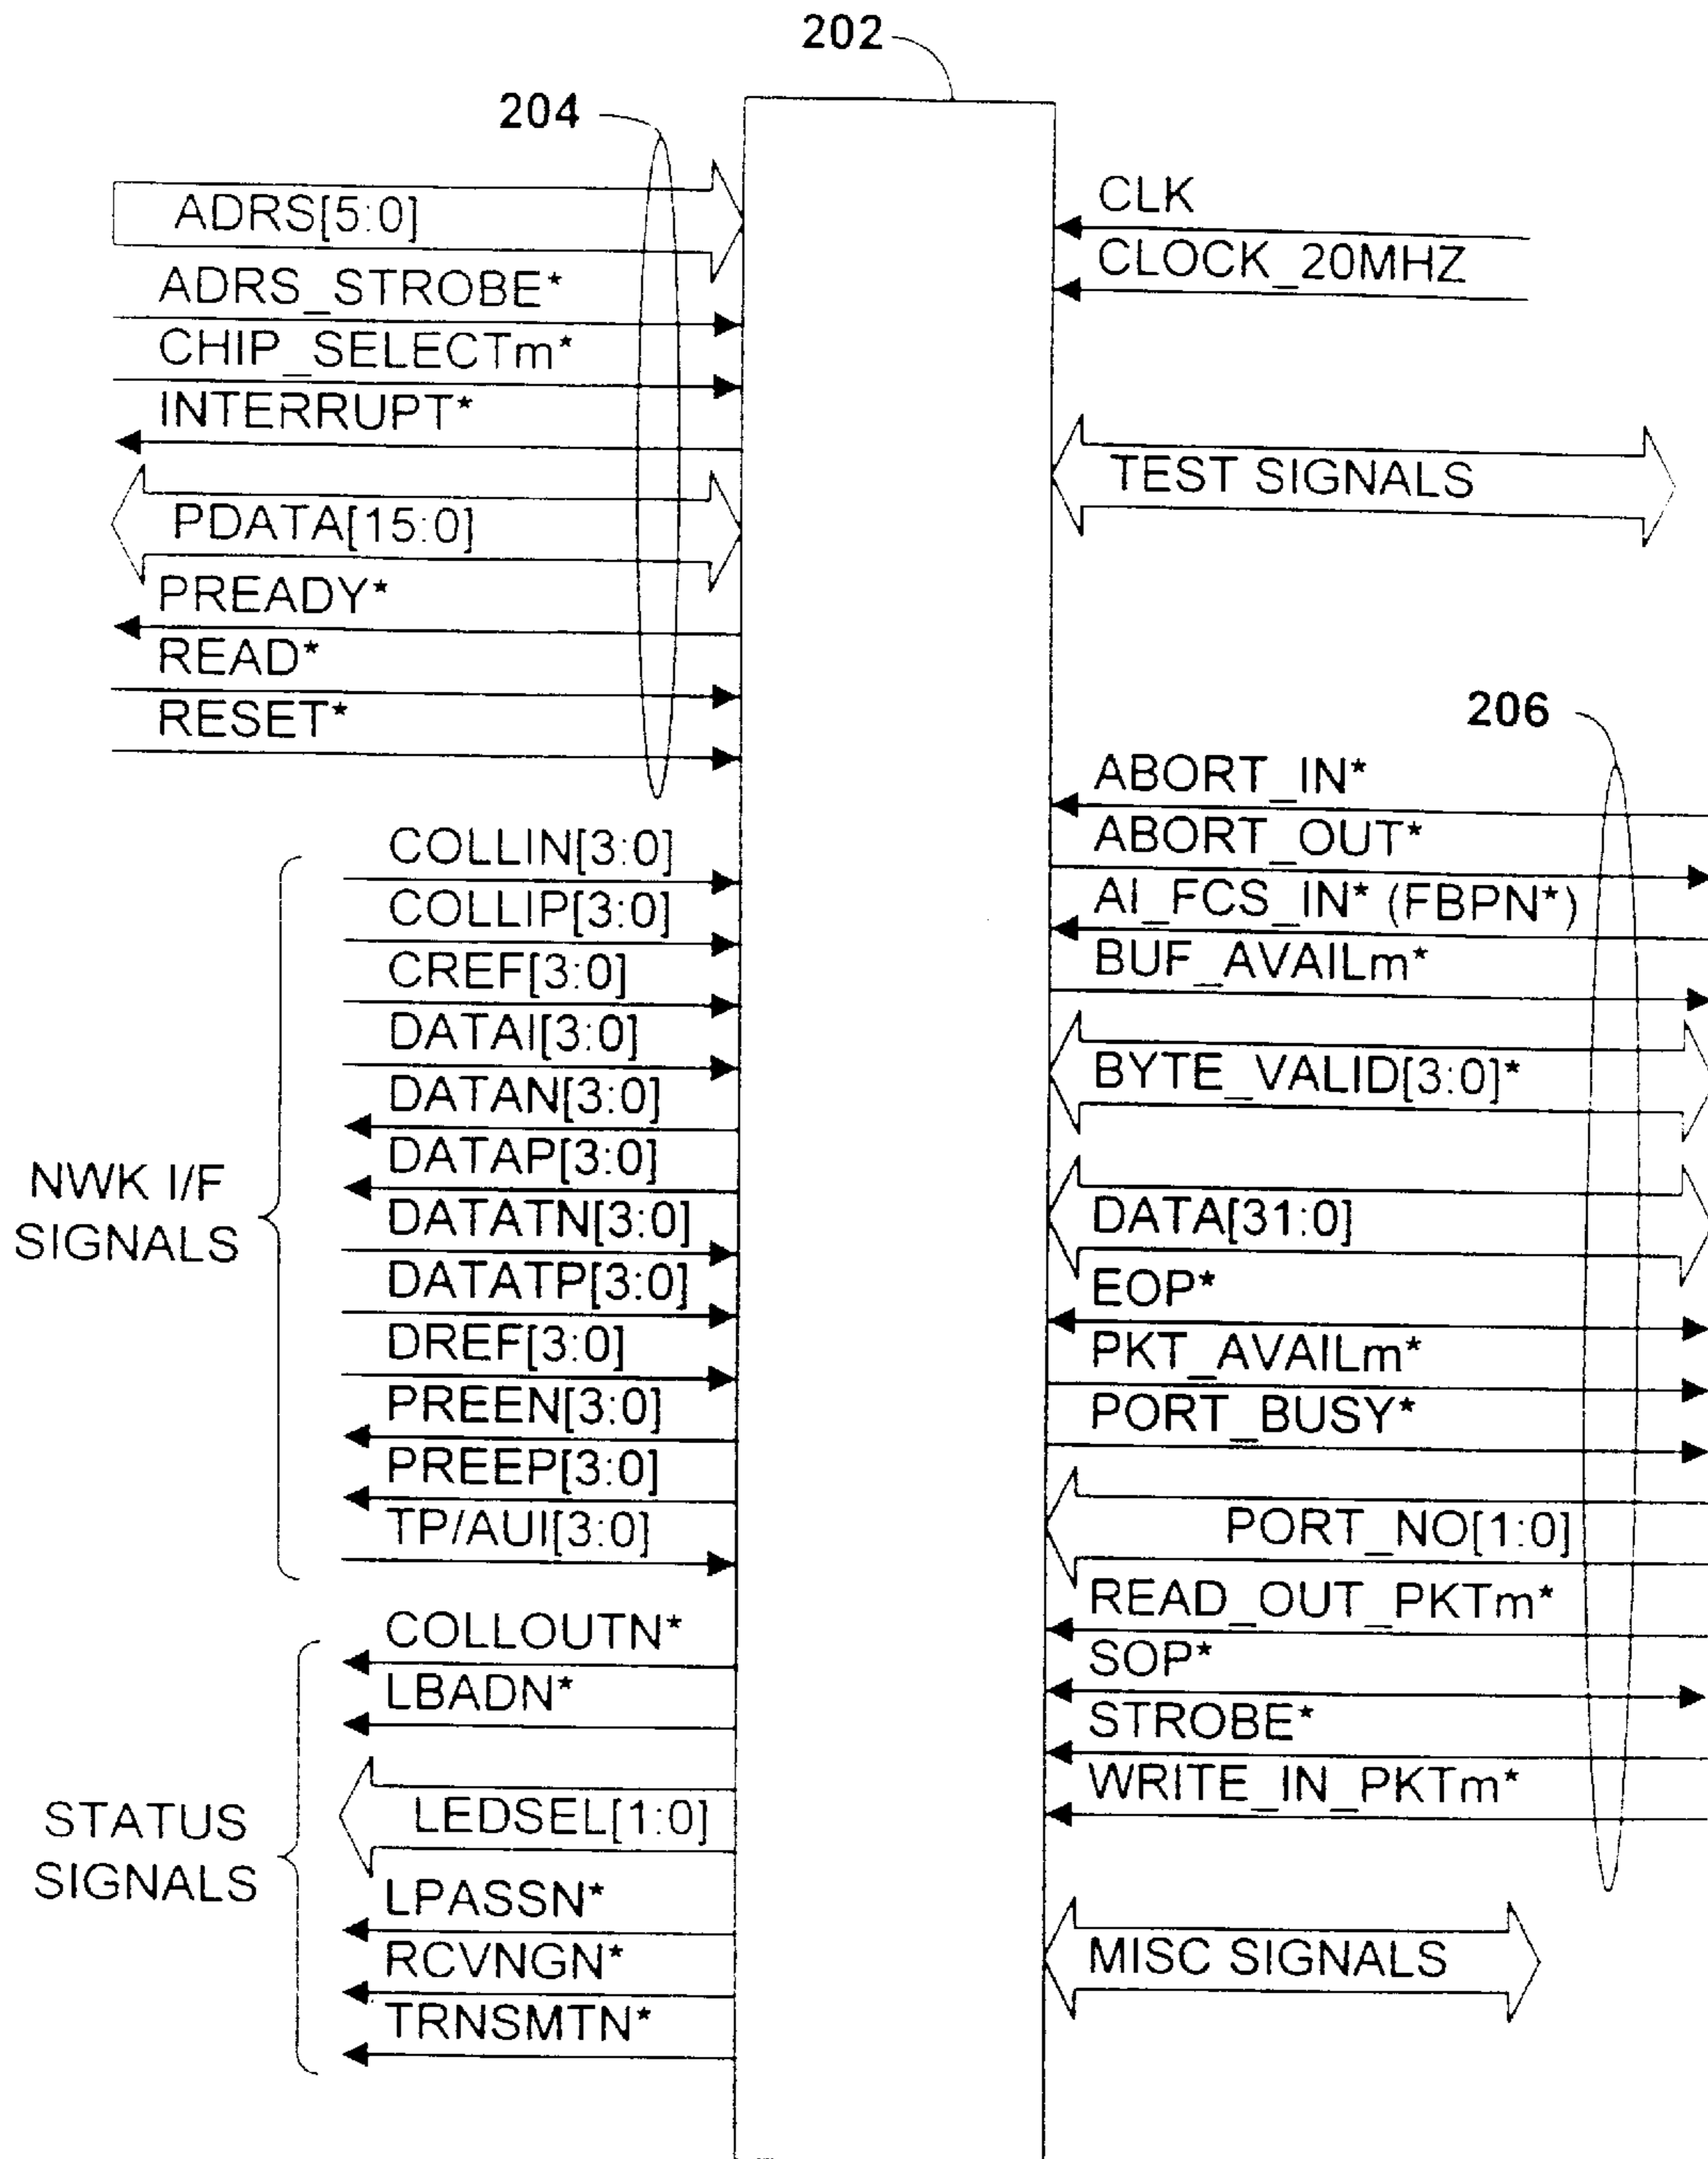 202
204
ADRS[5:0]
ADRS_STROBE*
CHIP_SELECTm*
INTERRUPT*
PDATA[15:0]
PREADY*
READ*
RESET*
NWK I/F
SIGNALS
COLLIN[3:0]
COLLIP[3:0]
CREF[3:0]
DATAI[3:0]
DATAN[3:0]
DATAP[3:0]
DATATN[3:0]
DATATP[3:0]
DREF[3:0]
PREEN[3:0]
PREEP[3:0]
TP/AUI[3:0]
STATUS
SIGNALS
COLLOUTN*
LBADN*
LEDSEL[1:0]
LPASSN*
RCVNGN*
TRNSMTN*
CLK
CLOCK_20MHZ
TEST SIGNALS
206
ABORT_IN*
ABORT_OUT*
AI_FCS_IN* (FBPN*)
BUF_AVAILm*
BYTE_VALID[3:0]*
DATA[31:0]
EOP*
PKT_AVAILm*
PORT_BUSY*
PORT_NO[1:0]
READ_OUT_PKTm*
SOP*
STROBE*
WRITE_IN_PKTm*
MISC SIGNALS